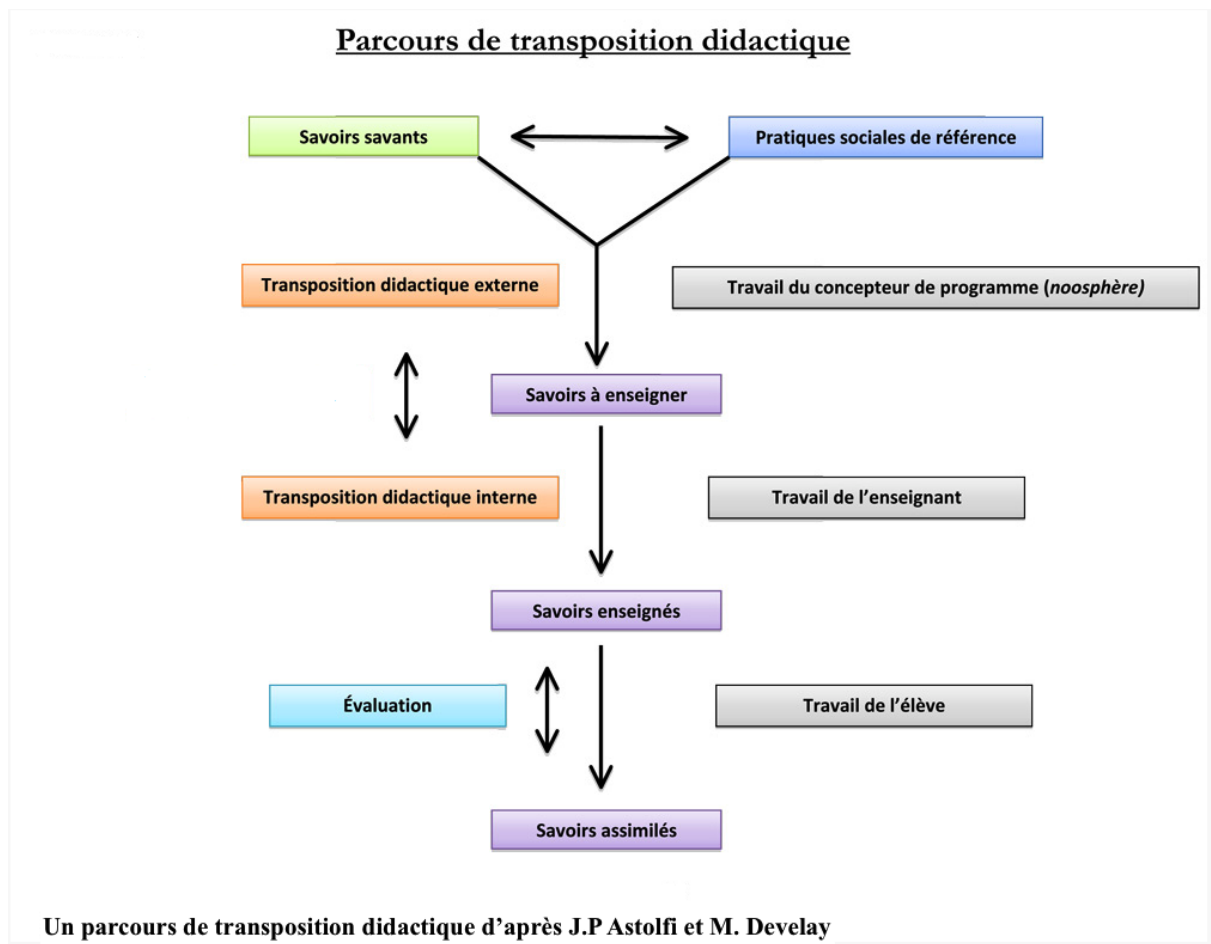 Parcours de transposition didactique
Savoirs savants
Pratiques sociales de référence
Transposition didactique externe
Travail du concepteur de programme (noosphère)
Savoirs à enseigner
Transposition didactique interne
Travail de l'enseignant
Savoirs enseignés
Évaluation
Travail de l'élève
Savoirs assimilés
Un parcours de transposition didactique d'après J.P Astolfi et M. Develay